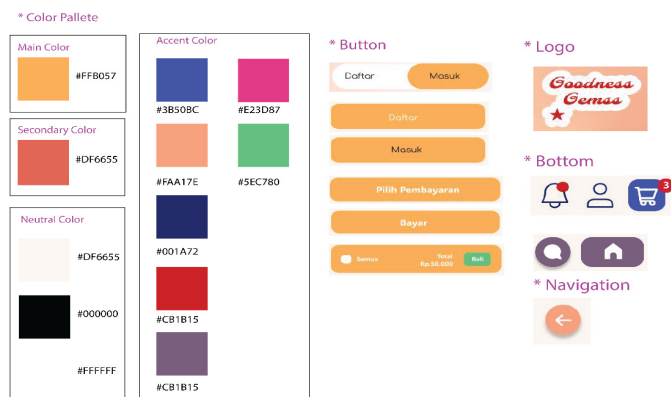 * Color Pallete
Main Color
#FFB057
Secondary Color
#DF6655
Neutral Color
#DF6655
#000000
#FFFFFF
Accent Color
#3B50BC
#E23D87
#FAA17E
#5EC780
#001A72
#CB1B15
#CB1B15
* Button
Daftar
Masuk
Daftar
Masuk
Pilih Pembayaran
Bayar
Semua
Total
Rp.50.000
Beli
* Logo
Goodness
Gemss
* Bottom
3
* Navigation